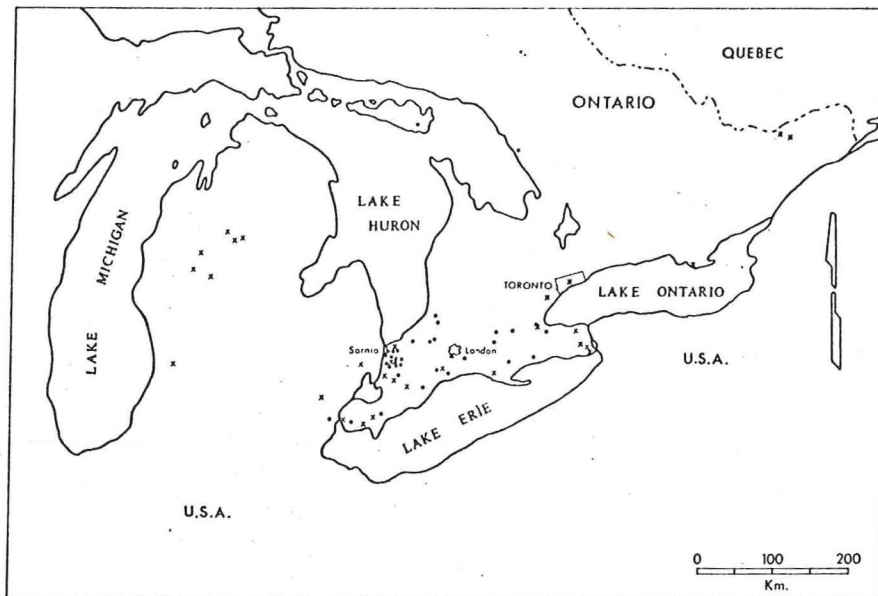 QUEBEC
ONTARIO
LAKE
HURON
LAKE MICHIGAN
TORONTO
LAKE ONTARIO
Sarnia
London
U.S.A.
LAKE ERIE
U.S.A.
0 100 200
Km.